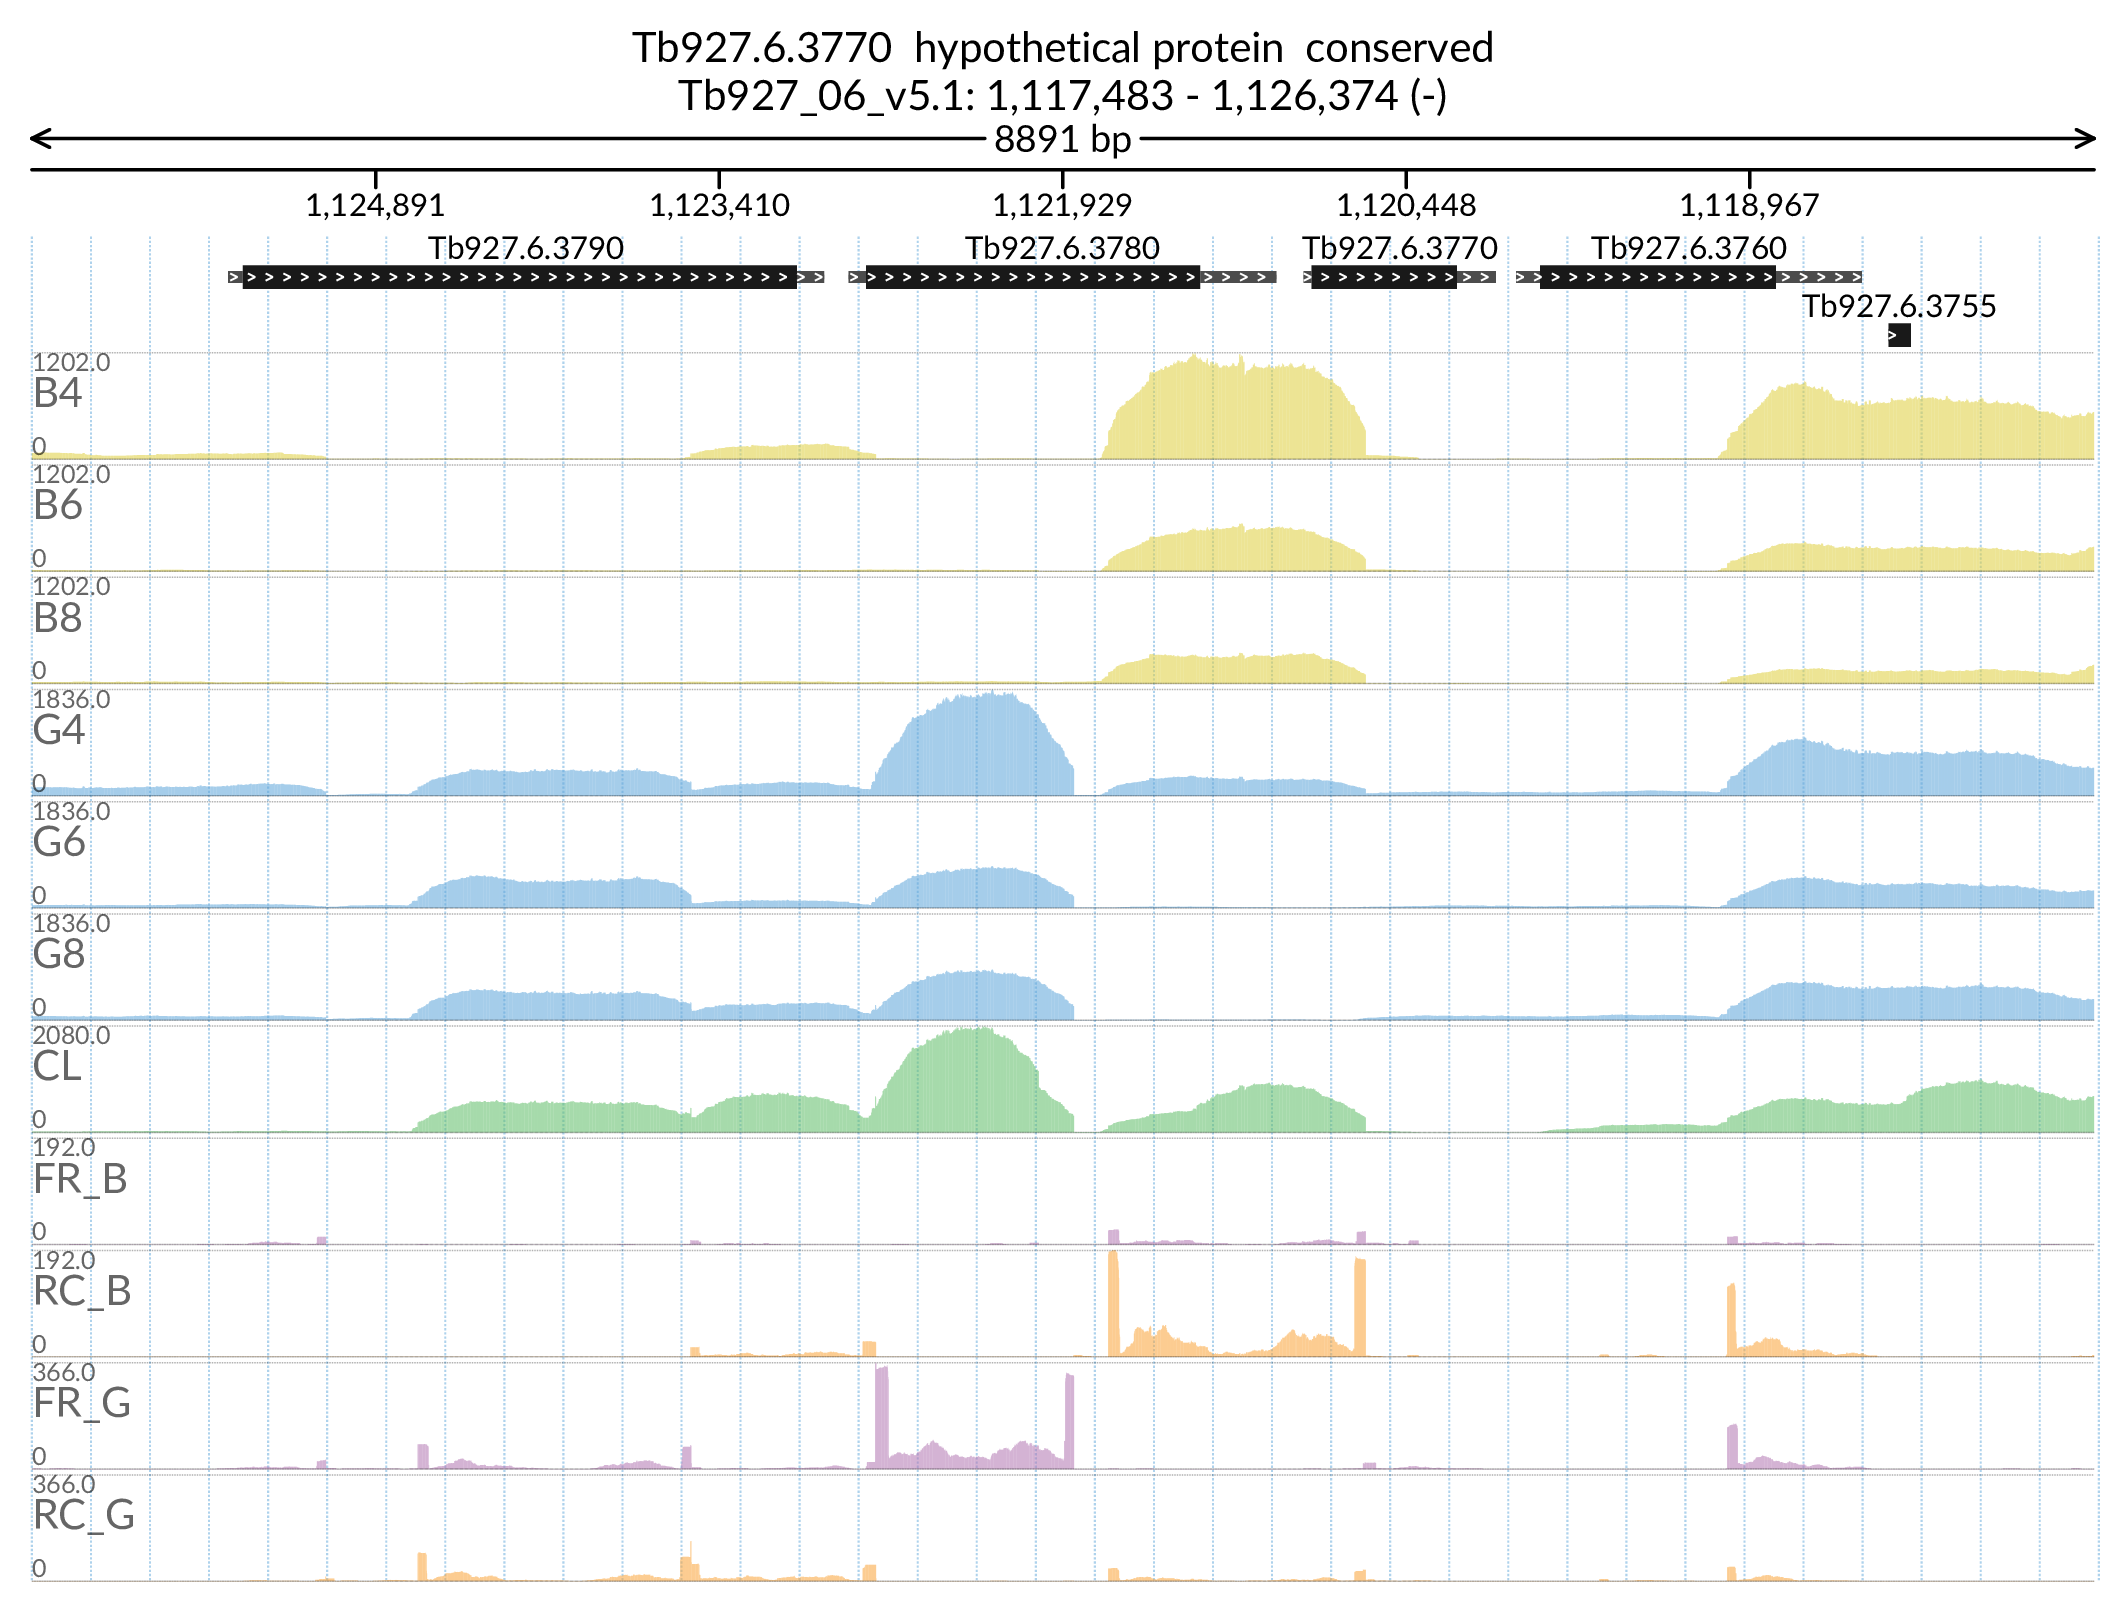 Tb927.6.3770  hypothetical protein  conserved
Tb927_06_v5.1: 1,117,483 - 1,126,374 (-)
8891 bp
1,124,891 1,123,410 1,121,929 1,120,448 1,118,967
Tb927.6.3790 Tb927.6.3780 Tb927.6.3770 Tb927.6.3760
Tb927.6.3755
1202.0
B4
0
1202.0
B6
0
1202.0
B8
0
1836.0
G4
0
1836.0
G6
0
1836.0
G8
0
2080.0
CL
0
192.0
FR_B
0
192.0
RC_B
0
366.0
FR_G
0
366.0
RC_G
0